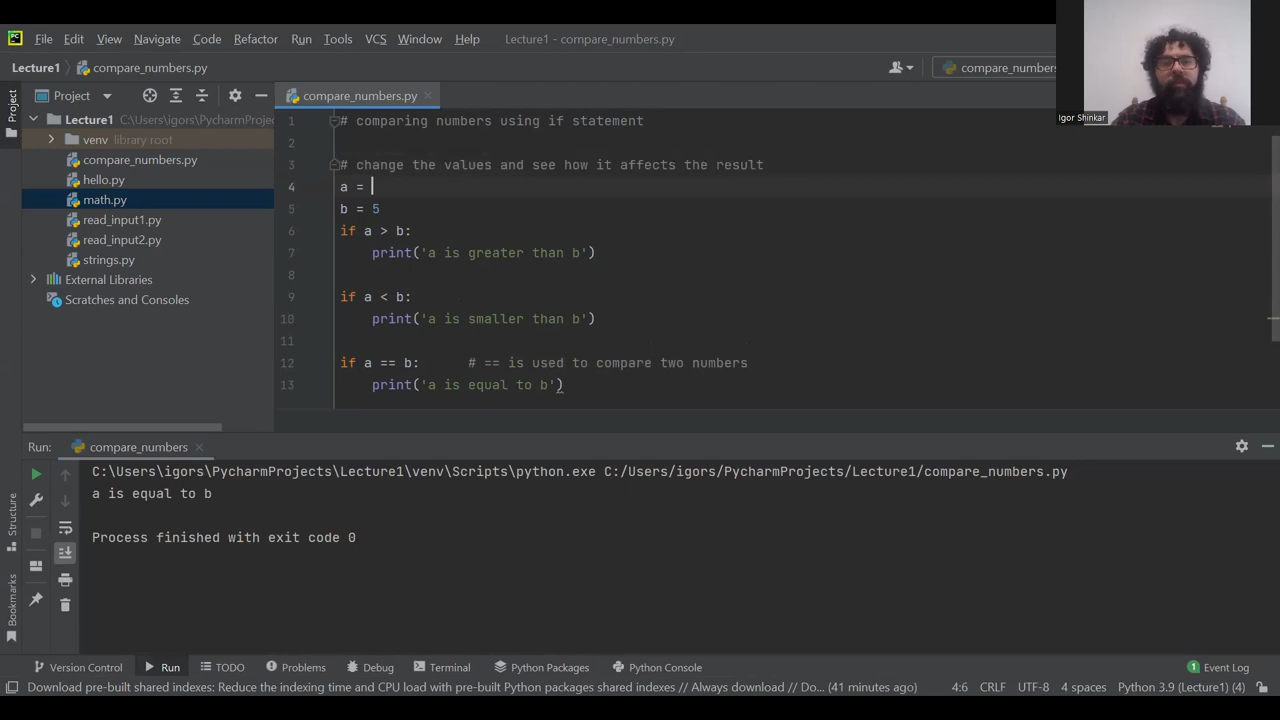 PC File Edit View Navigate Code Refactor Run Tools VCS Window Help Lecture1 - compare_numbers.py
Lecture1 compare_numbers.py compare_numbers
Igor Shinkar
Project
Project compare_numbers.py
Lecture1 C:\Users\igors\PycharmProjec
venv library root
compare_numbers.py
hello.py
math.py
read_input1.py
read_input2.py
strings.py
External Libraries
Scratches and Consoles
1 # comparing numbers using if statement
2
3 # change the values and see how it affects the result
4 a =
5 b = 5
6 if a > b:
7 print('a is greater than b')
8
9 if a < b:
10 print('a is smaller than b')
11
12 if a == b: # == is used to compare two numbers
13 print('a is equal to b')
Run: compare_numbers
C:\Users\igors\PycharmProjects\Lecture1\venv\Scripts\python.exe C:/Users/igors/PycharmProjects/Lecture1/compare_numbers.py
a is equal to b
Process finished with exit code 0
Structure
Bookmarks
Version Control Run TODO Problems Debug Terminal Python Packages Python Console 1 Event Log
Download pre-built shared indexes: Reduce the indexing time and CPU load with pre-built Python packages shared indexes // Always download // Do... (41 minutes ago) 4:6 CRLF UTF-8 4 spaces Python 3.9 (Lecture1) (4)